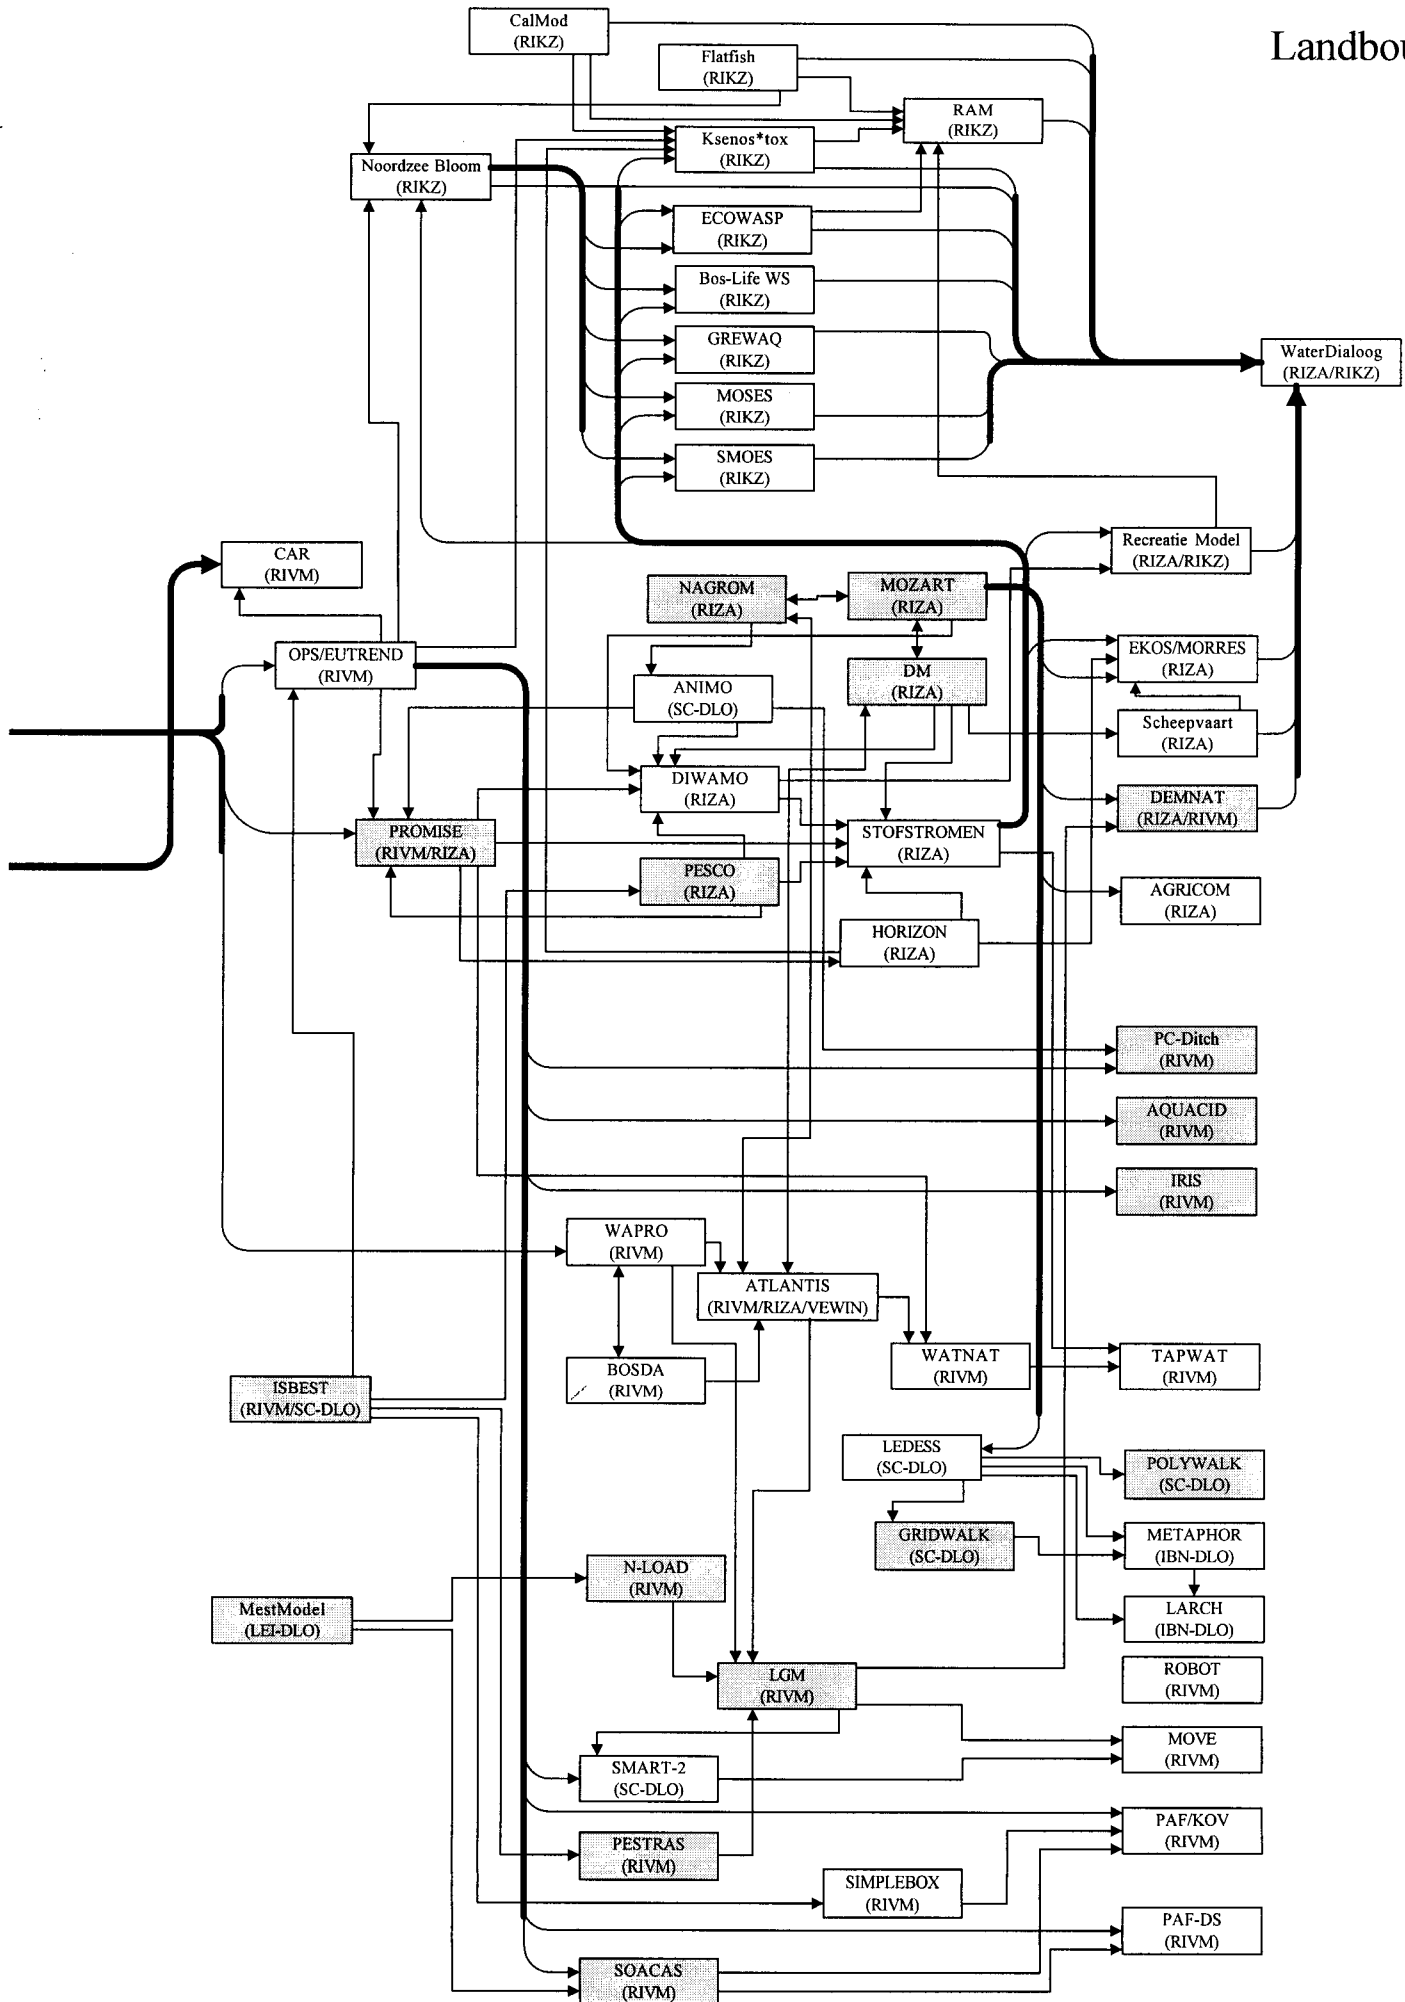 CalMod
(RIKZ)
Landbou
Flatfish
(RIKZ)
RAM
(RIKZ)
Ksenos*tox
(RIKZ)
Noordzee Bloom
(RIKZ)
ECOWASP
(RIKZ)
Bos-Life WS
(RIKZ)
GREWAQ
(RIKZ)
WaterDialoog
(RIZA/RIKZ)
MOSES
(RIKZ)
SMOES
(RIKZ)
Recreatie Model
(RIZA/RIKZ)
CAR
(RIVM)
NAGROM
(RIZA)
MOZART
(RIZA)
OPS/EUTREND
(RIVM)
EKOS/MORRES
(RIZA)
DM
(RIZA)
ANIMO
(SC-DLO)
Scheepvaart
(RIZA)
DIWAMO
(RIZA)
DEMNAT
(RIZA/RIVM)
PROMISE
(RIVM/RIZA)
STOFSTROMEN
(RIZA)
PESCO
(RIZA)
AGRICOM
(RIZA)
HORIZON
(RIZA)
PC-Ditch
(RIVM)
AQUACID
(RIVM)
IRIS
(RIVM)
WAPRO
(RIVM)
ATLANTIS
(RIVM/RIZA/VEWIN)
WATNAT
(RIVM)
TAPWAT
(RIVM)
BOSDA
(RIVM)
ISBEST
(RIVM/SC-DLO)
LEDESS
(SC-DLO)
POLYWALK
(SC-DLO)
GRIDWALK
(SC-DLO)
METAPHOR
(IBN-DLO)
N-LOAD
(RIVM)
MestModel
(LEI-DLO)
LARCH
(IBN-DLO)
LGM
(RIVM)
ROBOT
(RIVM)
MOVE
(RIVM)
SMART-2
(SC-DLO)
PAF/KOV
(RIVM)
PESTRAS
(RIVM)
SIMPLEBOX
(RIVM)
PAF-DS
(RIVM)
SOACAS
(RIVM)